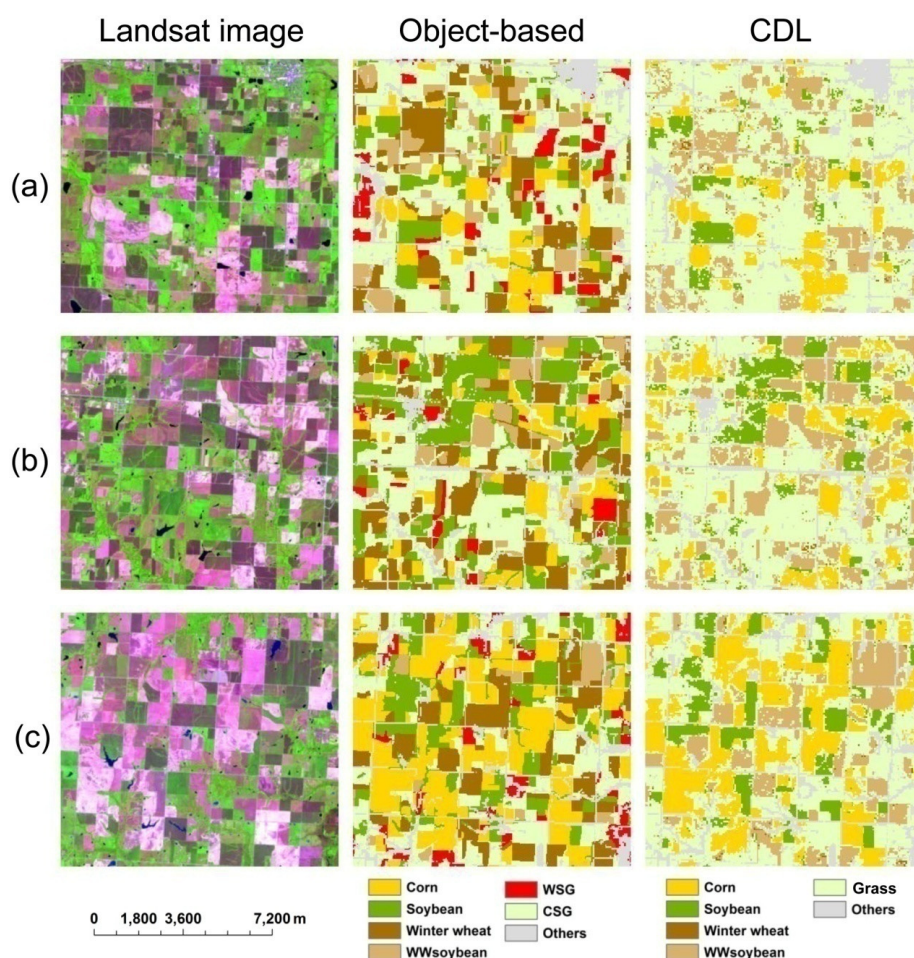 Landsat image Object-based CDL
(a)
(b)
(c)
Corn WSG Corn Grass
Soybean CSG Soybean Others
Winter wheat Others Winter wheat
WWsoybean WWsoybean
0 1,800 3,600 7,200 m